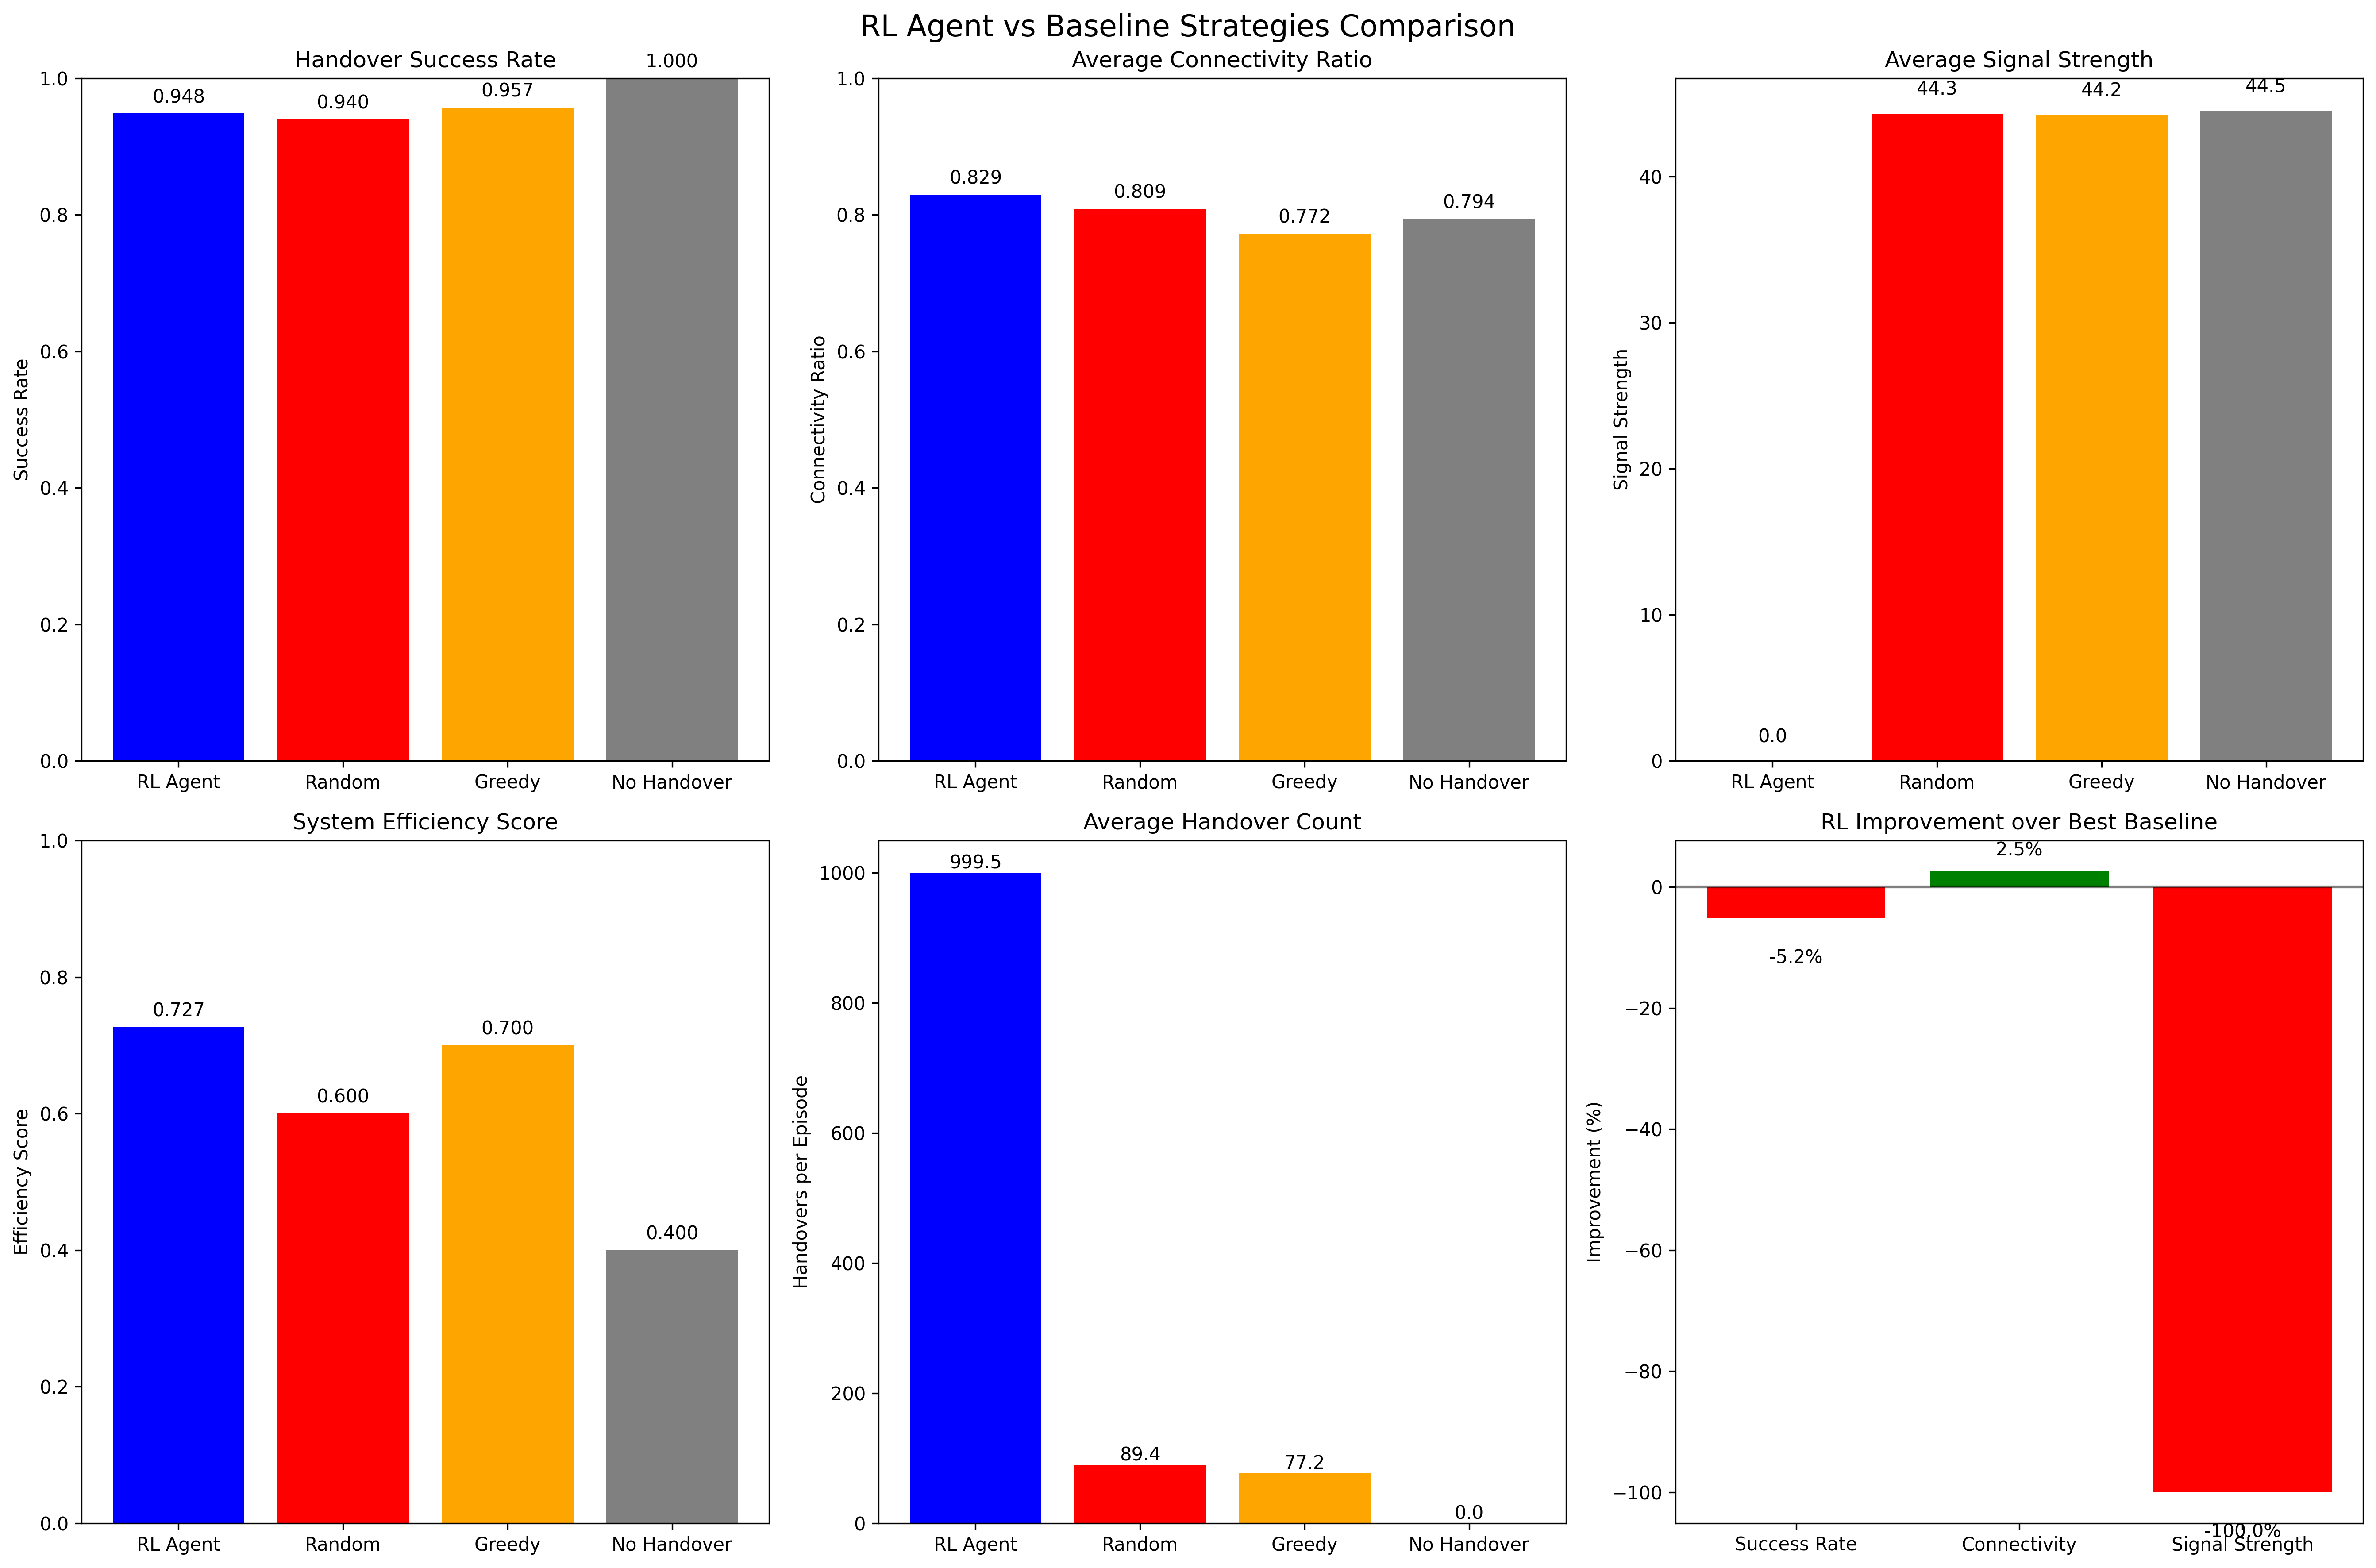 RL Agent vs Baseline Strategies Comparison
Handover Success Rate
Success Rate
1.0
0.8
0.6
0.4
0.2
0.0
0.948
0.940
0.957
1.000
RL Agent
Random
Greedy
No Handover
Average Connectivity Ratio
Connectivity Ratio
1.0
0.8
0.6
0.4
0.2
0.0
0.829
0.809
0.772
0.794
RL Agent
Random
Greedy
No Handover
Average Signal Strength
Signal Strength
40
30
20
10
0
0.0
44.3
44.2
44.5
RL Agent
Random
Greedy
No Handover
System Efficiency Score
Efficiency Score
1.0
0.8
0.6
0.4
0.2
0.0
0.727
0.600
0.700
0.400
RL Agent
Random
Greedy
No Handover
Average Handover Count
Handovers per Episode
1000
800
600
400
200
0
999.5
89.4
77.2
0.0
RL Agent
Random
Greedy
No Handover
RL Improvement over Best Baseline
Improvement (%)
0
−20
−40
−60
−80
−100
-5.2%
2.5%
-100.0%
Success Rate
Connectivity
Signal Strength